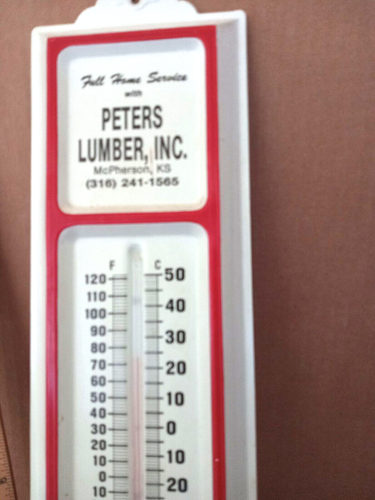 Full Home Service
with
PETERS
LUMBER, INC.
McPherson, KS
(316) 241-1565
F C
120 50
110
100 40
90
80 30
70
60 20
50
40 10
30
20 0
10
0 10
10 20